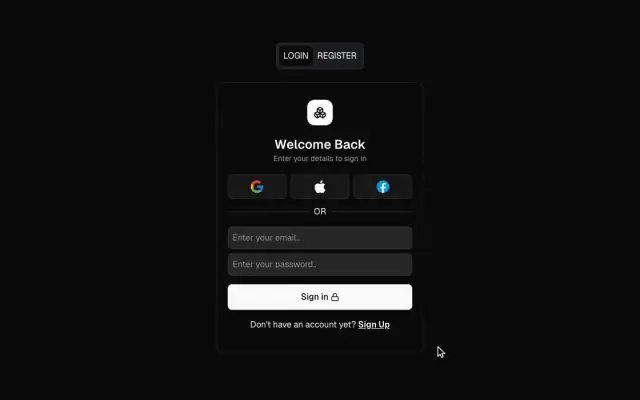 LOGIN REGISTER
Welcome Back
Enter your details to sign in
OR
Enter your email..
Enter your password..
Sign in
Don't have an account yet? Sign Up